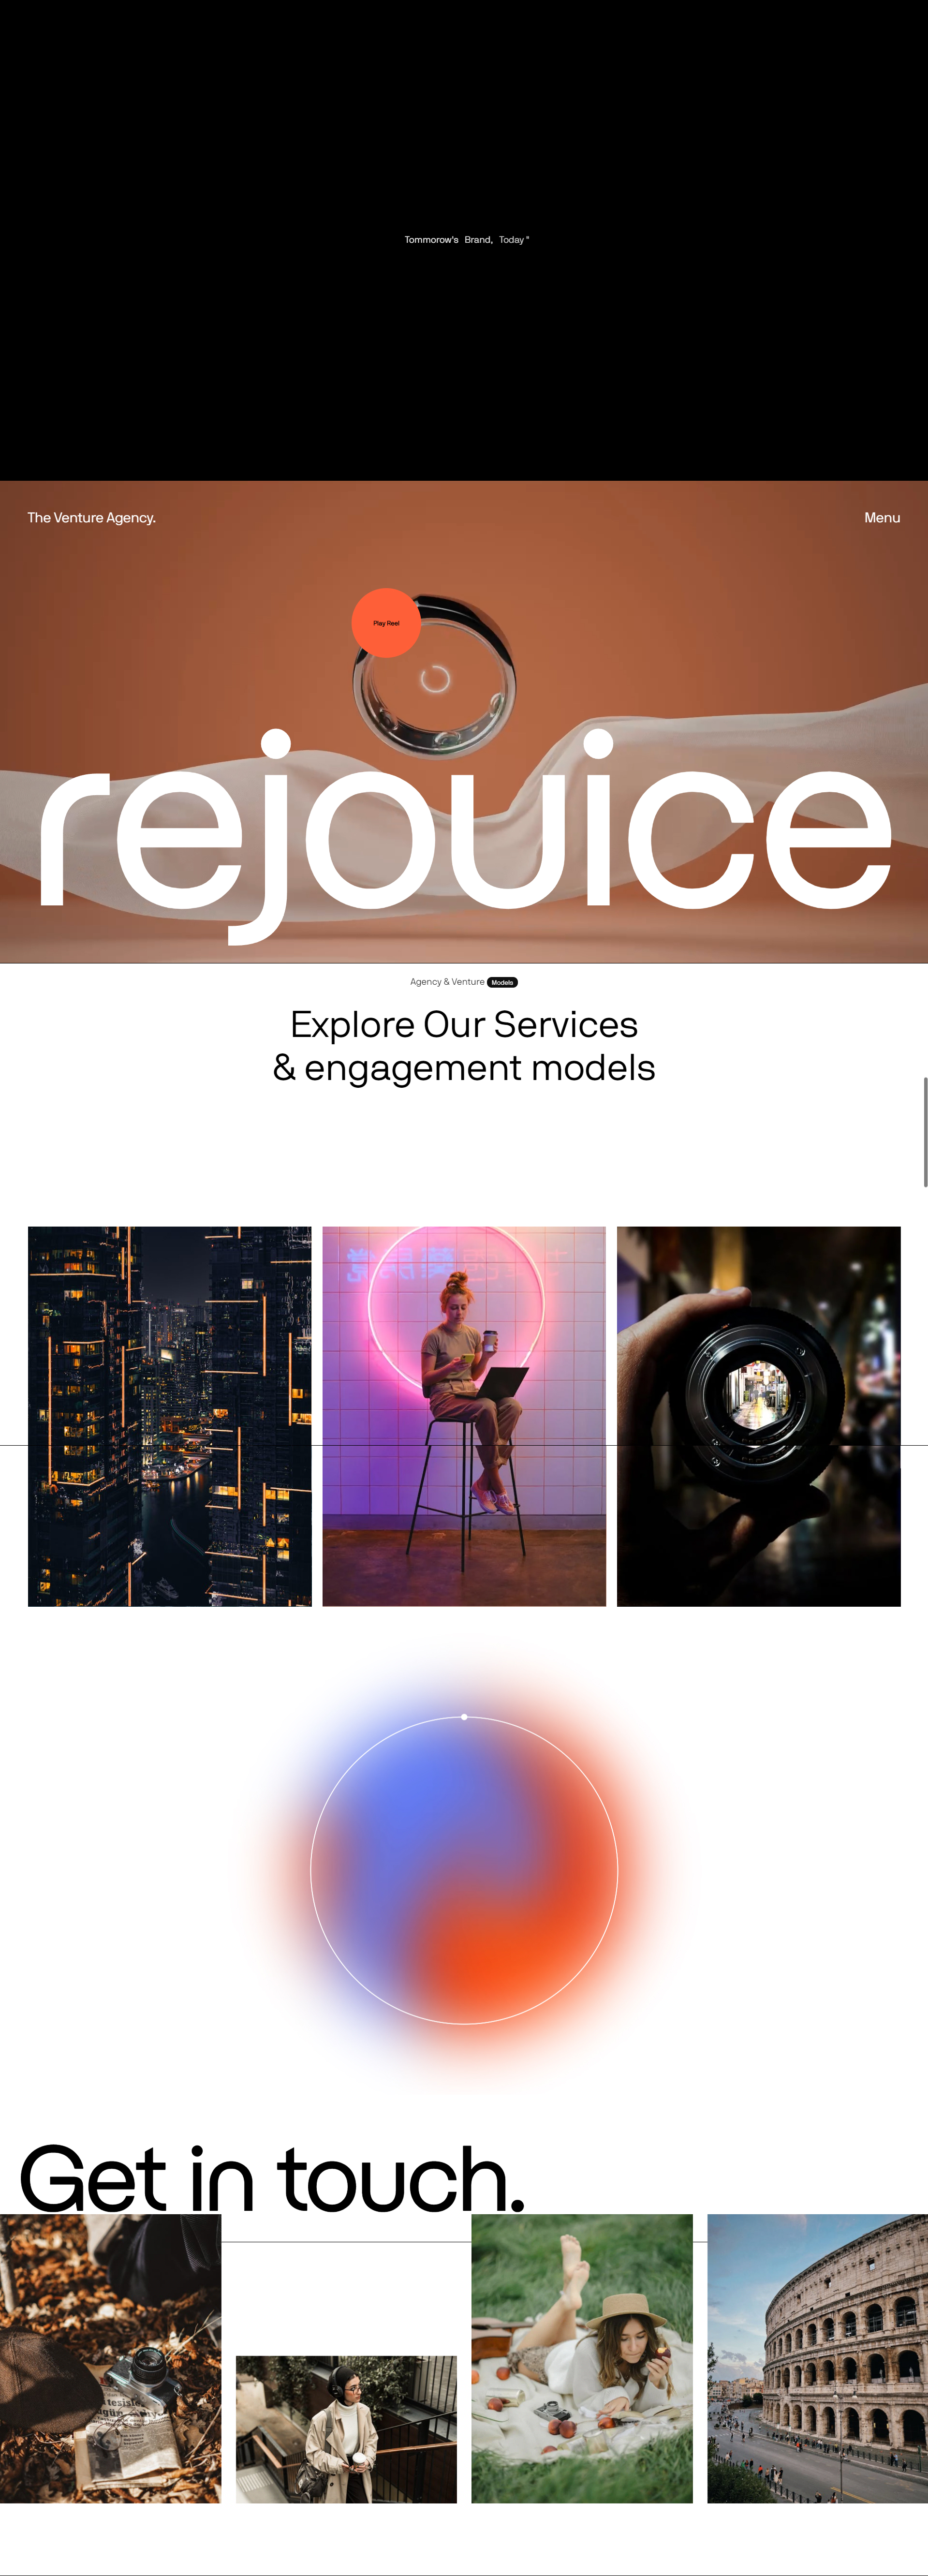 Tommorow's Brand, Today "
The Venture Agency.
Menu
Play Reel
rejouice
Agency & Venture Models
Explore Our Services
& engagement models
Get in touch.